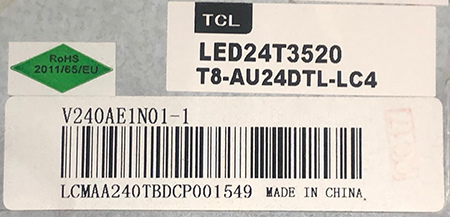 TCL
LED24T3520
T8-AU24DTL-LC4
RoHS
2011/65/EU
V240AE1N01-1
LCMAA240TBDCP001549 MADE IN CHINA